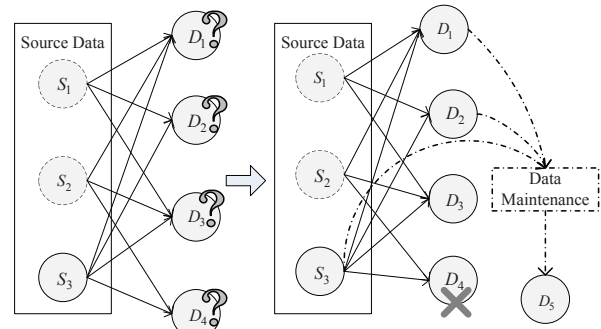 Source Data
S1
S2
S3
D1?
D2?
D3?
D4?
Source Data
S1
S2
S3
D1
D2
D3
D4
Data
Maintenance
D5